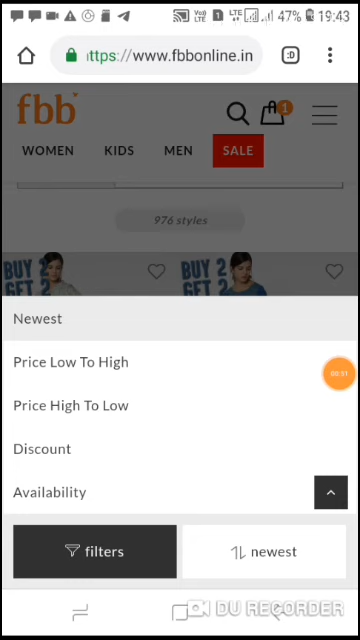 47% 19:43
https://www.fbbonline.in
:D
fbb
1
WOMEN KIDS MEN SALE
976 styles
BUY 2 BUY 2
GET 2 GET 2
Newest
Price Low To High
Price High To Low
Discount
Availability
filters
newest
DU RECORDER